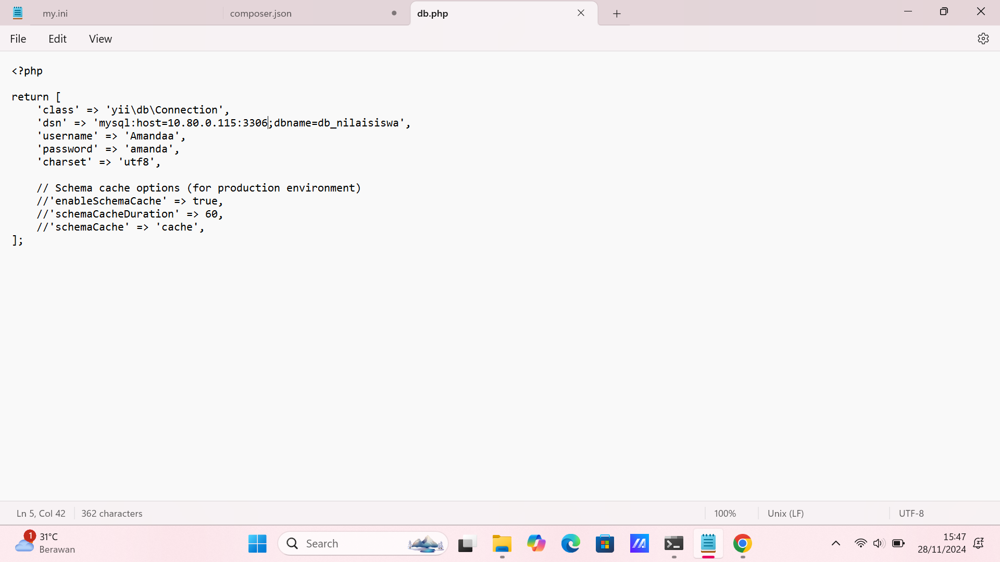 my.ini
composer.json
db.php
File
Edit
View
<?php
return [
    'class' => 'yii\db\Connection',
    'dsn' => 'mysql:host=10.80.0.115:3306;dbname=db_nilaisiswa',
    'username' => 'Amandaa',
    'password' => 'amanda',
    'charset' => 'utf8',
    // Schema cache options (for production environment)
    //'enableSchemaCache' => true,
    //'schemaCacheDuration' => 60,
    //'schemaCache' => 'cache',
];
Ln 5, Col 42
362 characters
100%
Unix (LF)
UTF-8
1
31°C
Berawan
Search
15:47
28/11/2024